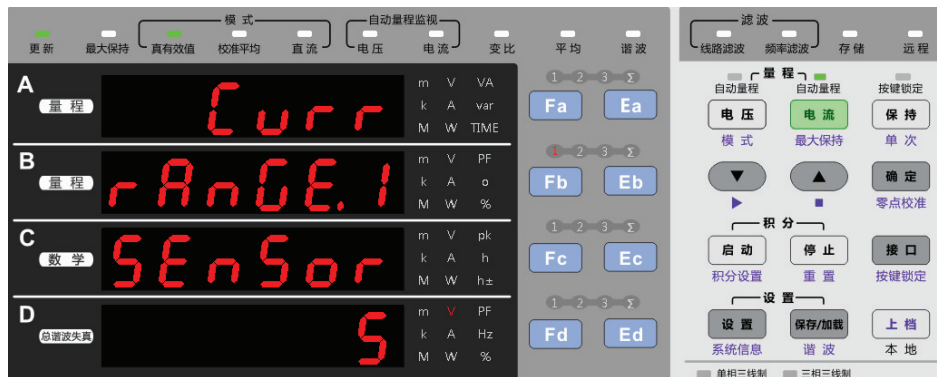 模 式
自动量程监视
更 新 最大保持 真有效值 校准平均 直 流 电 压 电 流 变 比 平 均 谐 波
滤 波
线路滤波 频率滤波 存 储 远 程
A
量 程
Curr
m V VA
k A var
M W TIME
1 2 3 Σ
Fa Ea
B
量 程
rAnGE.1
m V PF
k A o
M W %
1 2 3 Σ
Fb Eb
C
数 学
SEnSor
m V pk
k A h
M W h±
1 2 3 Σ
Fc Ec
D
总谐波失真
5
m V PF
k A Hz
M W %
1 2 3 Σ
Fd Ed
量 程
自动量程 自动量程 按键锁定
电 压 电 流 保 持
模 式 最大保持 单 次
▼ ▲ 确 定
▶ ■ 零点校准
积 分
启 动 停 止 接 口
积分设置 重 置 按键锁定
设 置
设 置 保存/加载 上 档
系统信息 谐 波 本 地
单相三线制 三相三线制